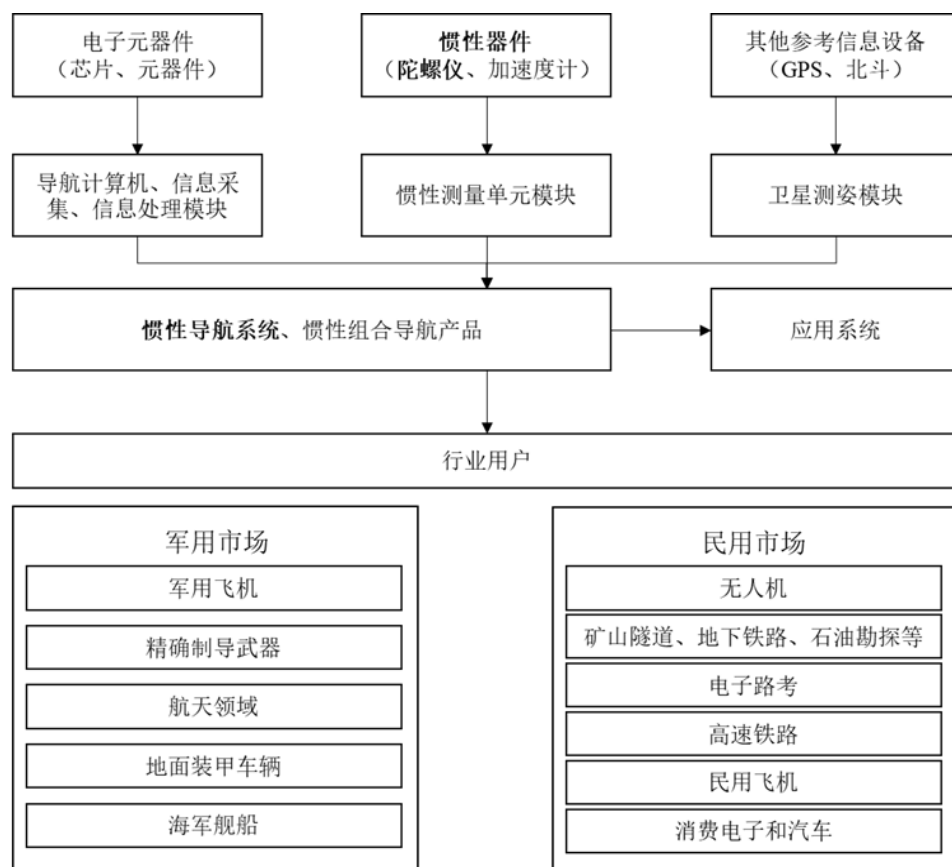 电子元器件
（芯片、元器件）
惯性器件
（陀螺仪、加速度计）
其他参考信息设备
（GPS、北斗）
导航计算机、信息采
集、信息处理模块
惯性测量单元模块
卫星测姿模块
惯性导航系统、惯性组合导航产品
应用系统
行业用户
军用市场
军用飞机
精确制导武器
航天领域
地面装甲车辆
海军舰船
民用市场
无人机
矿山隧道、地下铁路、石油勘探等
电子路考
高速铁路
民用飞机
消费电子和汽车